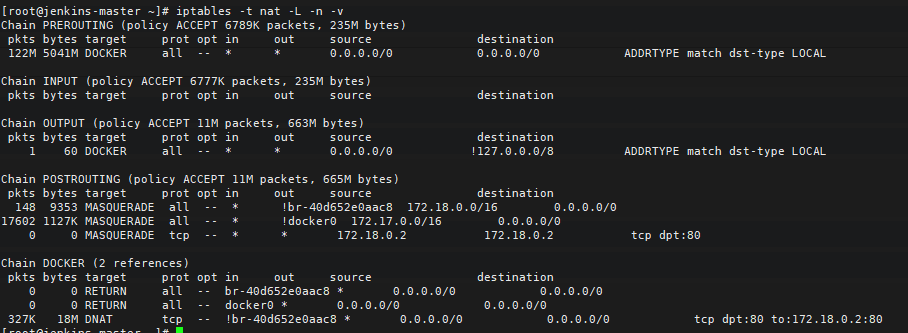 [root@jenkins-master ~]# iptables -t nat -L -n -v
Chain PREROUTING (policy ACCEPT 6789K packets, 235M bytes)
 pkts bytes target     prot opt in     out     source               destination
 122M 5041M DOCKER     all  --  *      *       0.0.0.0/0            0.0.0.0/0            ADDRTYPE match dst-type LOCAL

Chain INPUT (policy ACCEPT 6777K packets, 235M bytes)
 pkts bytes target     prot opt in     out     source               destination

Chain OUTPUT (policy ACCEPT 11M packets, 663M bytes)
 pkts bytes target     prot opt in     out     source               destination
    1    60 DOCKER     all  --  *      *       0.0.0.0/0           !127.0.0.0/8          ADDRTYPE match dst-type LOCAL

Chain POSTROUTING (policy ACCEPT 11M packets, 665M bytes)
 pkts bytes target     prot opt in     out     source               destination
  148  9353 MASQUERADE  all  --  *      !br-40d652e0aac8  172.18.0.0/16        0.0.0.0/0
17602 1127K MASQUERADE  all  --  *      !docker0  172.17.0.0/16        0.0.0.0/0
    0     0 MASQUERADE  tcp  --  *      *       172.18.0.2           172.18.0.2           tcp dpt:80

Chain DOCKER (2 references)
 pkts bytes target     prot opt in     out     source               destination
    0     0 RETURN     all  --  br-40d652e0aac8 *       0.0.0.0/0            0.0.0.0/0
    0     0 RETURN     all  --  docker0 *       0.0.0.0/0            0.0.0.0/0
 327K   18M DNAT       tcp  --  !br-40d652e0aac8 *       0.0.0.0/0            0.0.0.0/0            tcp dpt:80 to:172.18.0.2:80
[root@jenkins-master ~]#